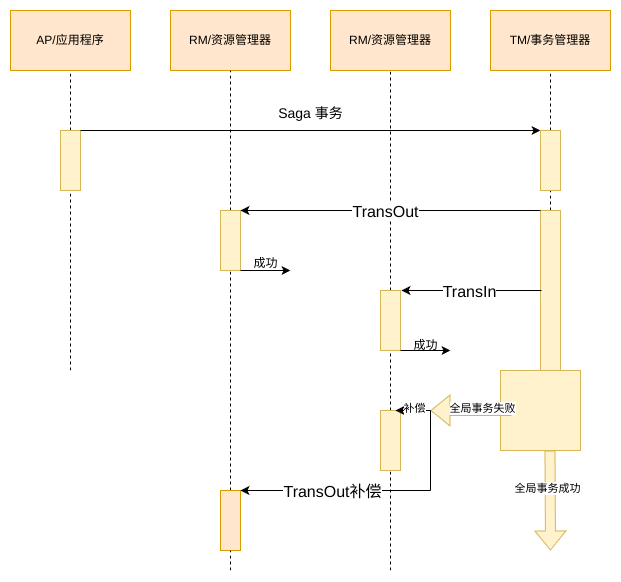 AP/应用程序
RM/资源管理器
RM/资源管理器
TM/事务管理器
Saga 事务
TransOut
成功
TransIn
成功
补偿
全局事务失败
TransOut补偿
全局事务成功